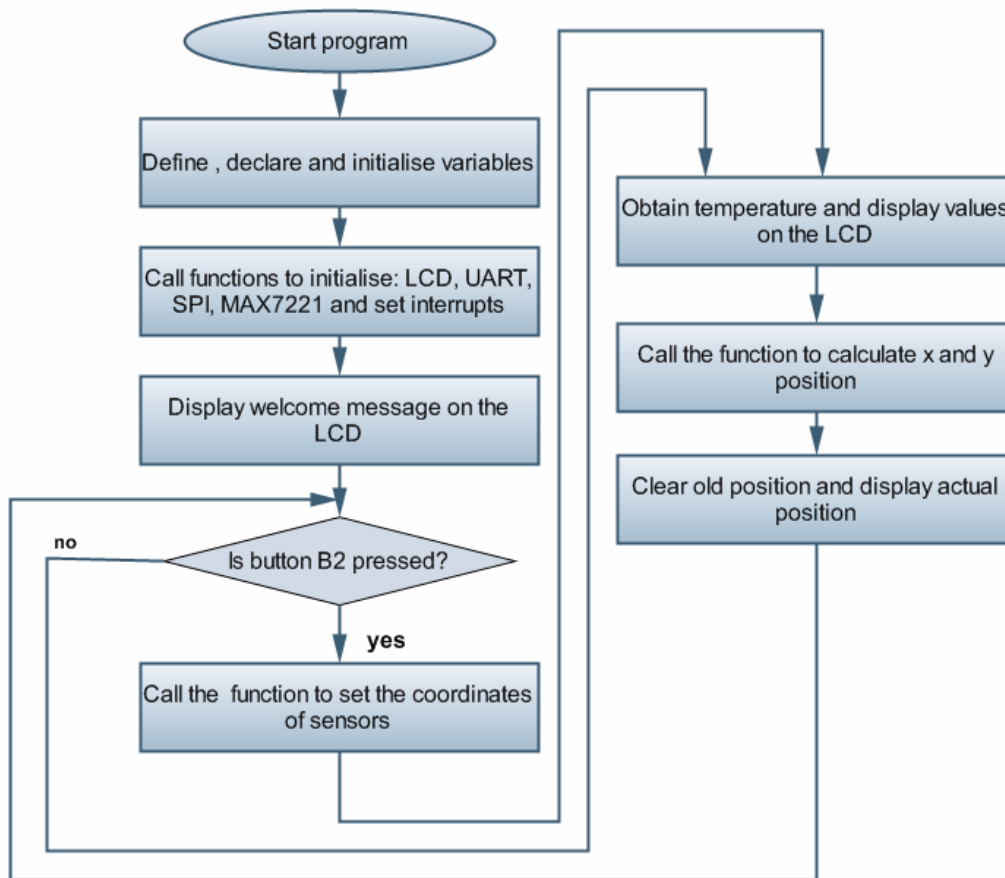 Start program
Define , declare and initialise variables
Call functions to initialise: LCD, UART,
SPI, MAX7221 and set interrupts
Display welcome message on the
LCD
no
Is button B2 pressed?
yes
Call the  function to set the coordinates
of sensors
Obtain temperature and display values
on the LCD
Call the function to calculate x and y
position
Clear old position and display actual
position